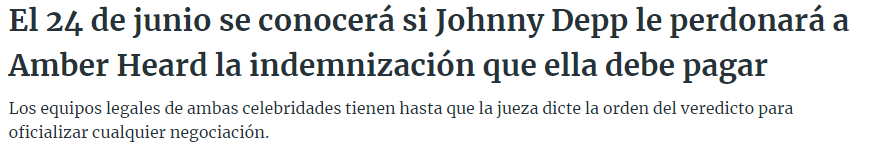 El 24 de junio se conocerá si Johnny Depp le perdonará a
Amber Heard la indemnización que ella debe pagar
Los equipos legales de ambas celebridades tienen hasta que la jueza dicte la orden del veredicto para
oficializar cualquier negociación.